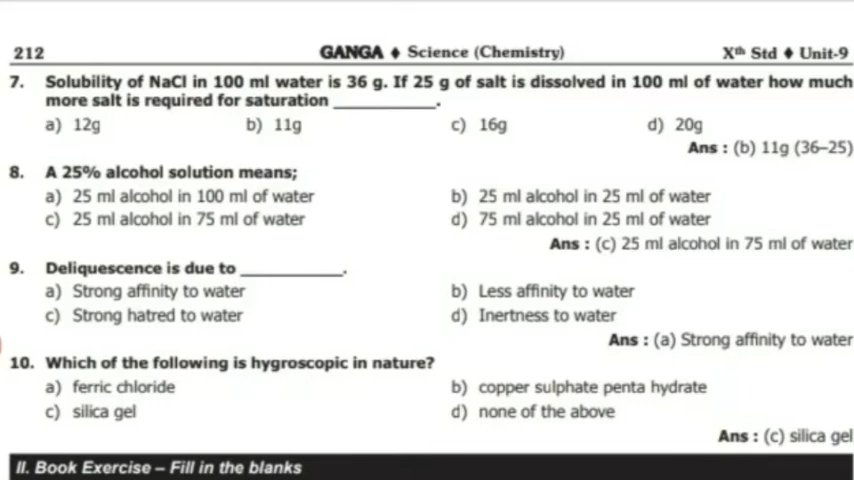 212 GANGA ♦ Science (Chemistry) Xth Std ♦ Unit-9
7. Solubility of NaCl in 100 ml water is 36 g. If 25 g of salt is dissolved in 100 ml of water how much
more salt is required for saturation __________.
a) 12g b) 11g c) 16g d) 20g
Ans : (b) 11g (36–25)
8. A 25% alcohol solution means;
a) 25 ml alcohol in 100 ml of water b) 25 ml alcohol in 25 ml of water
c) 25 ml alcohol in 75 ml of water d) 75 ml alcohol in 25 ml of water
Ans : (c) 25 ml alcohol in 75 ml of water
9. Deliquescence is due to __________.
a) Strong affinity to water b) Less affinity to water
c) Strong hatred to water d) Inertness to water
Ans : (a) Strong affinity to water
10. Which of the following is hygroscopic in nature?
a) ferric chloride b) copper sulphate penta hydrate
c) silica gel d) none of the above
Ans : (c) silica gel
II. Book Exercise – Fill in the blanks